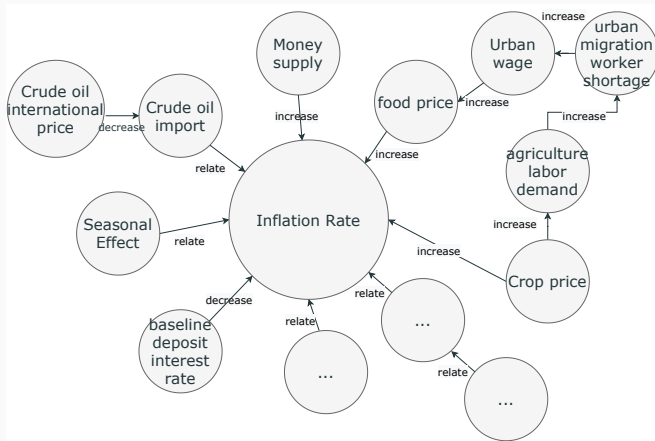 Crude oil
international
price
decrease
Crude oil
import
relate
Money
supply
increase
food price
increase
Urban
wage
increase
increase
urban
migration
worker
shortage
increase
agriculture
labor
demand
increase
Crop price
increase
Inflation Rate
Seasonal
Effect
relate
baseline
deposit
interest
rate
decrease
relate
...
relate
...
relate
...